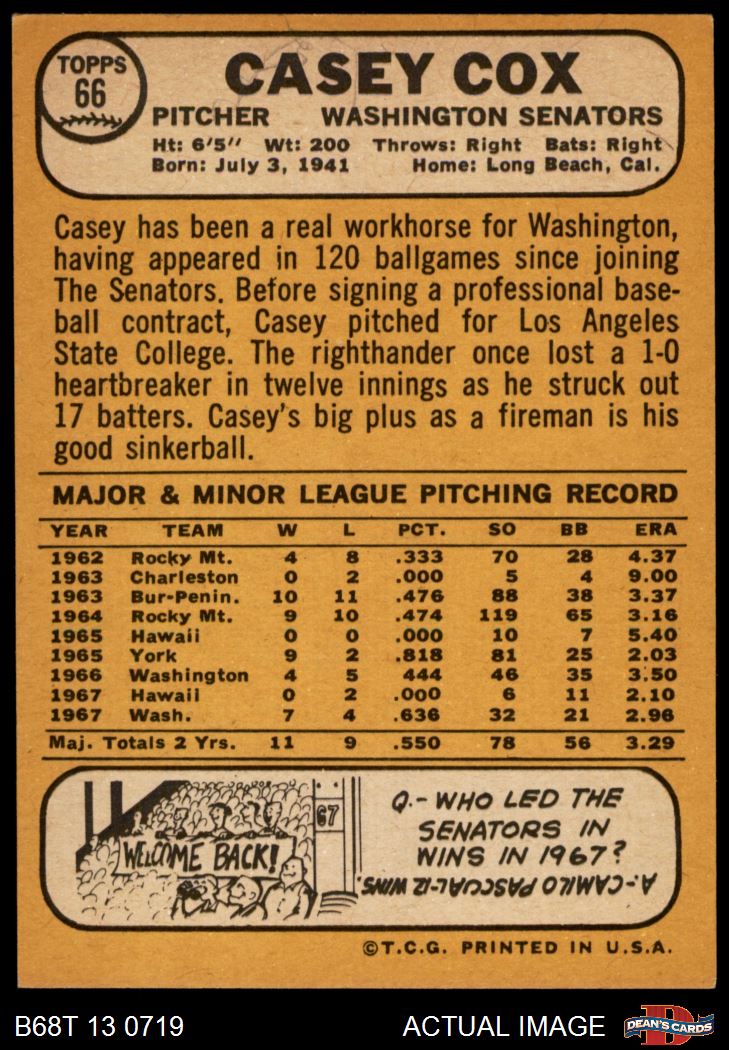 TOPPS
66
CASEY COX
PITCHER WASHINGTON SENATORS
Ht: 6'5" Wt: 200 Throws: Right Bats: Right
Born: July 3, 1941 Home: Long Beach, Cal.
Casey has been a real workhorse for Washington,
having appeared in 120 ballgames since joining
The Senators. Before signing a professional base-
ball contract, Casey pitched for Los Angeles
State College. The righthander once lost a 1-0
heartbreaker in twelve innings as he struck out
17 batters. Casey's big plus as a fireman is his
good sinkerball.
MAJOR & MINOR LEAGUE PITCHING RECORD
YEAR TEAM W L PCT. SO BB ERA
1962 Rocky Mt. 4 8 .333 70 28 4.37
1963 Charleston 0 2 .000 5 4 9.00
1963 Bur-Penin. 10 11 .476 88 38 3.37
1964 Rocky Mt. 9 10 .474 119 65 3.16
1965 Hawaii 0 0 .000 10 7 5.40
1965 York 9 2 .818 81 25 2.03
1966 Washington 4 5 444 46 35 3.50
1967 Hawaii 0 2 .000 6 11 2.10
1967 Wash. 7 4 .636 32 21 2.96
Maj. Totals 2 Yrs. 11 9 .550 78 56 3.29
67
WELCOME BACK!
Q.- WHO LED THE
SENATORS IN
WINS IN 1967?
A.- CAMILO PASCUAL-12 WINS.
©T.C.G. PRINTED IN U.S.A.
B68T 13 0719 ACTUAL IMAGE
D
DEAN'S CARDS